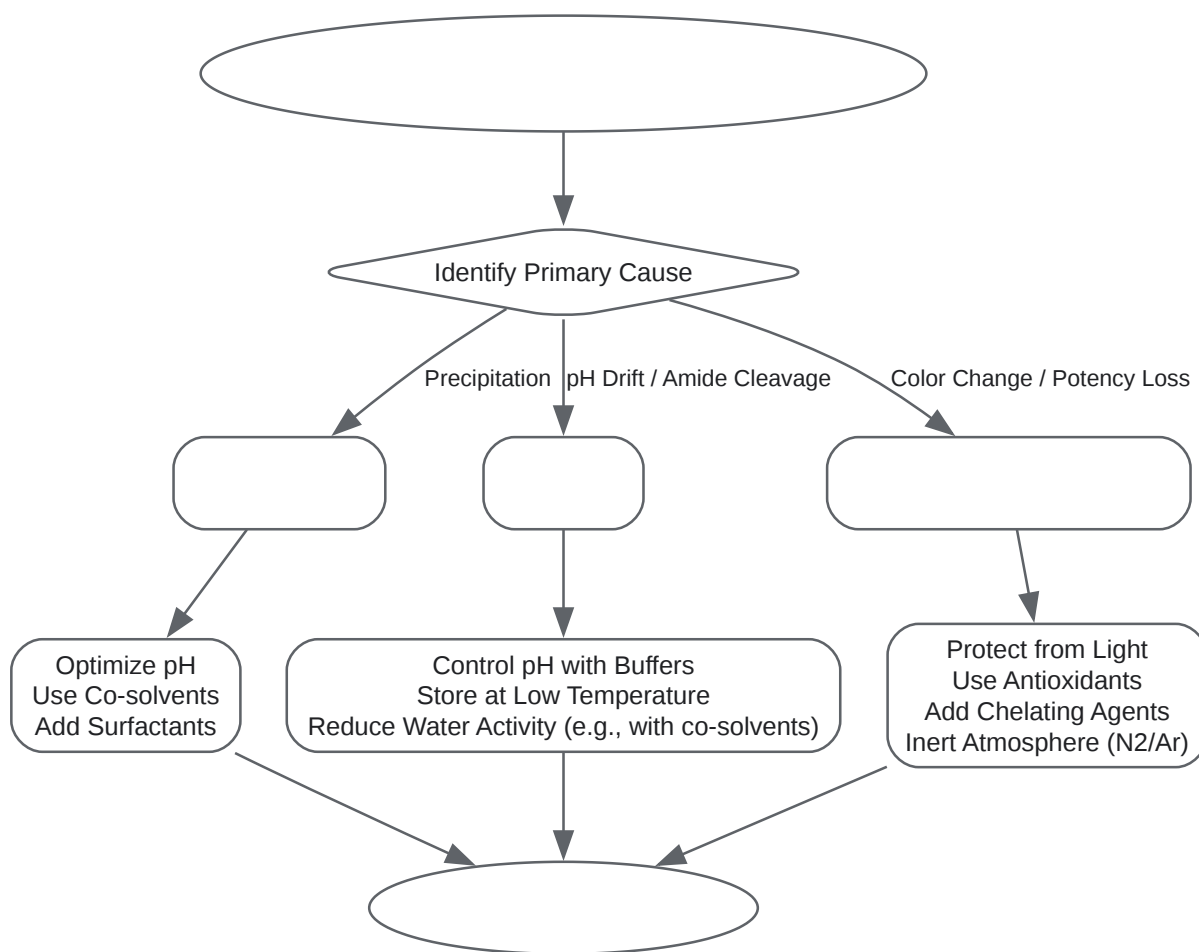 Identify Primary Cause
Precipitation
pH Drift / Amide Cleavage
Color Change / Potency Loss
Optimize pH
Use Co-solvents
Add Surfactants
Control pH with Buffers
Store at Low Temperature
Reduce Water Activity (e.g., with co-solvents)
Protect from Light
Use Antioxidants
Add Chelating Agents
Inert Atmosphere (N2/Ar)